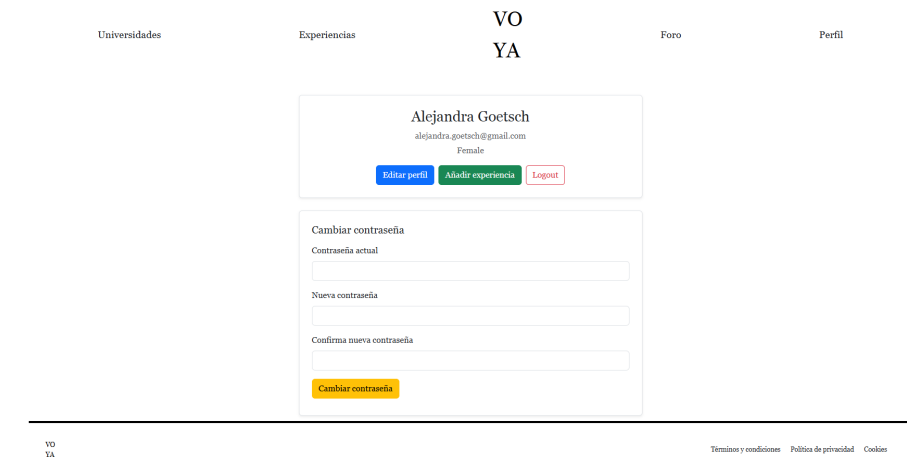 Universidades
Experiencias
VO
YA
Foro
Perfil
Alejandra Goetsch
alejandra.goetsch@gmail.com
Female
Editar perfil
Añadir experiencia
Logout
Cambiar contraseña
Contraseña actual
Nueva contraseña
Confirma nueva contraseña
Cambiar contraseña
VO
YA
Términos y condiciones
Política de privacidad
Cookies